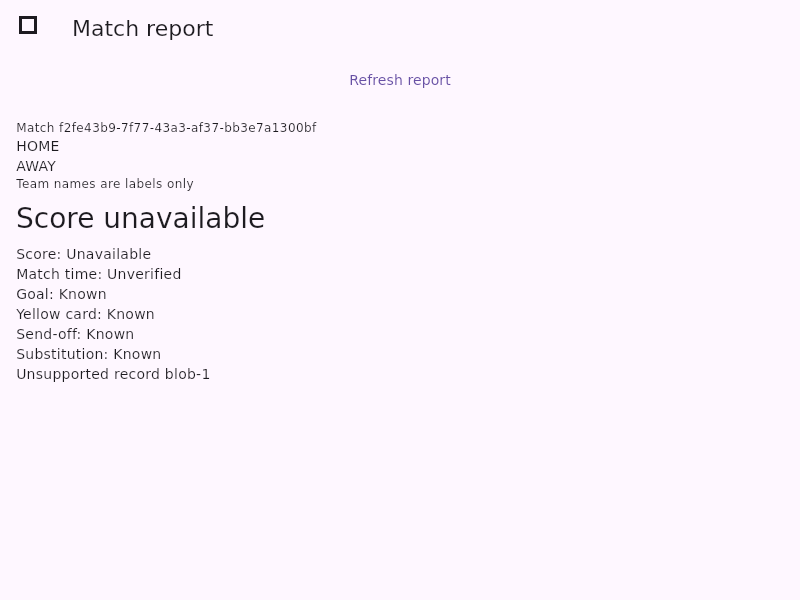 Match report
Refresh report
Match f2fe43b9-7f77-43a3-af37-bb3e7a1300bf
HOME
AWAY
Team names are labels only
Score unavailable
Score: Unavailable
Match time: Unverified
Goal: Known
Yellow card: Known
Send-off: Known
Substitution: Known
Unsupported record blob-1